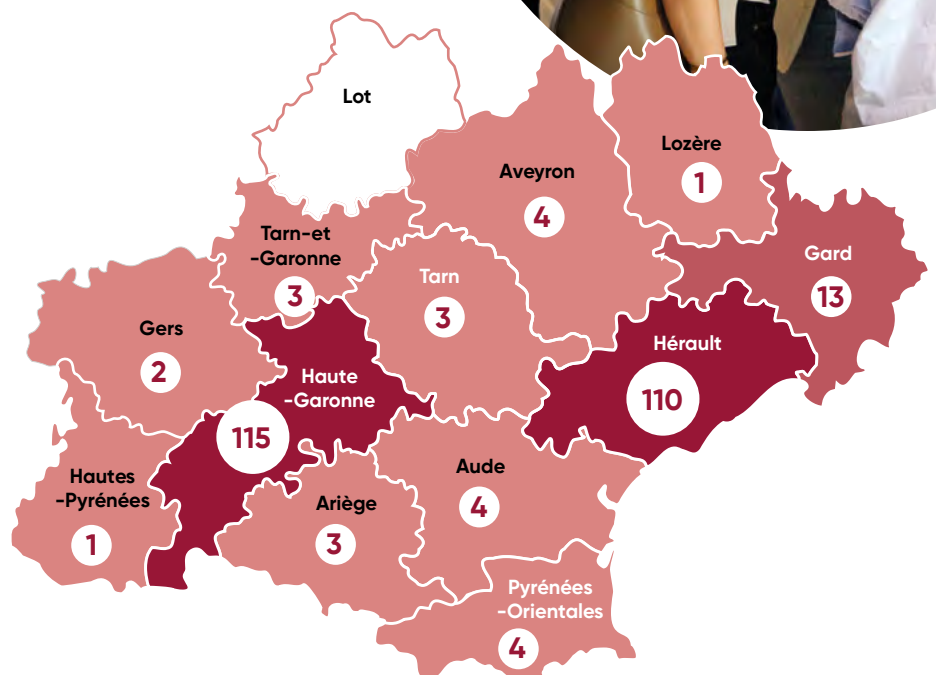 Lot
Lozère
1
Aveyron
4
Tarn-et
-Garonne
3
Tarn
3
Gard
13
Gers
2
Haute
-Garonne
115
Hérault
110
Hautes
-Pyrénées
1
Ariège
3
Aude
4
Pyrénées
-Orientales
4